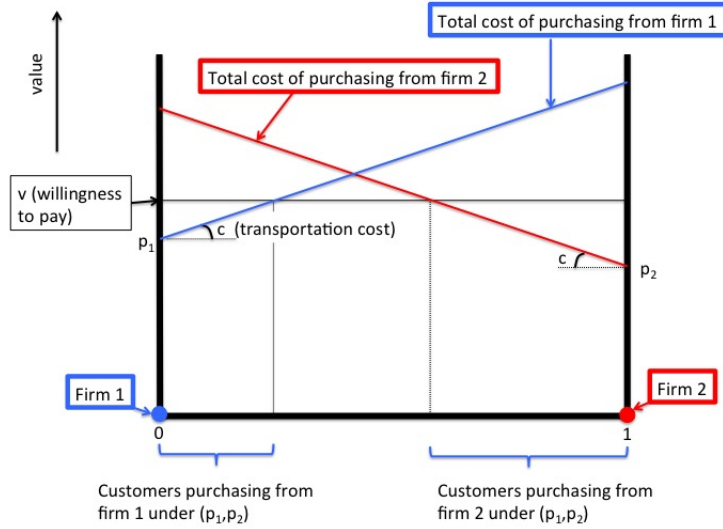 Total cost of purchasing from firm 1
value
Total cost of purchasing from firm 2
v (willingness
to pay)
c (transportation cost)
p₁
c
p₂
Firm 1
Firm 2
0
1
Customers purchasing from
firm 1 under (p₁,p₂)
Customers purchasing from
firm 2 under (p₁,p₂)